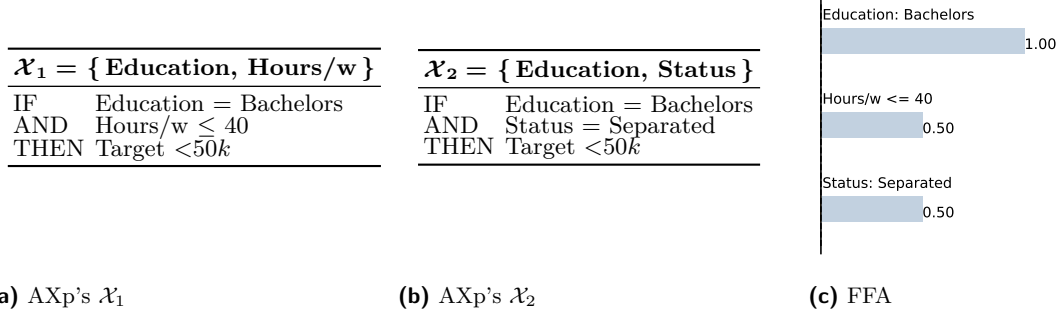 𝒳₁ = { Education, Hours/w }
IF Education = Bachelors
AND Hours/w ≤ 40
THEN Target <50k
a) AXp's 𝒳₁
𝒳₂ = { Education, Status }
IF Education = Bachelors
AND Status = Separated
THEN Target <50k
(b) AXp's 𝒳₂
Education: Bachelors
1.00
Hours/w <= 40
0.50
Status: Separated
0.50
(c) FFA